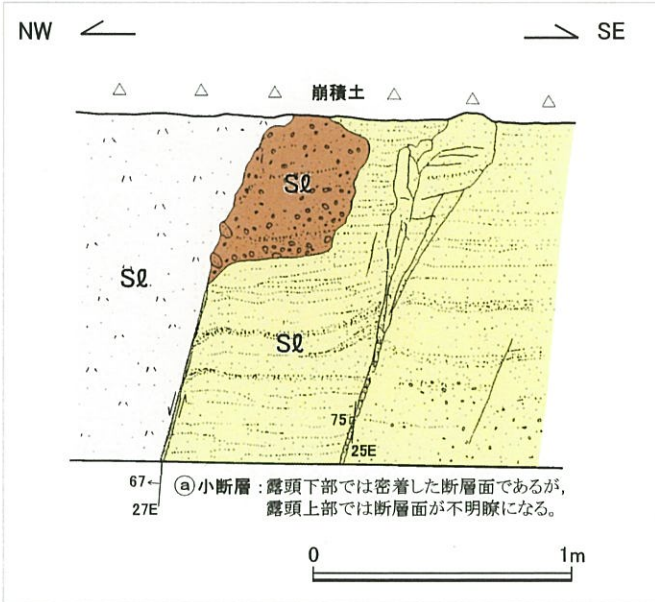 NW SE
崩積土
Sℓ
Sℓ
Sℓ
75
25E
67
27E
ⓐ小断層：露頭下部では密着した断層面であるが，
露頭上部では断層面が不明瞭になる。
0 1m